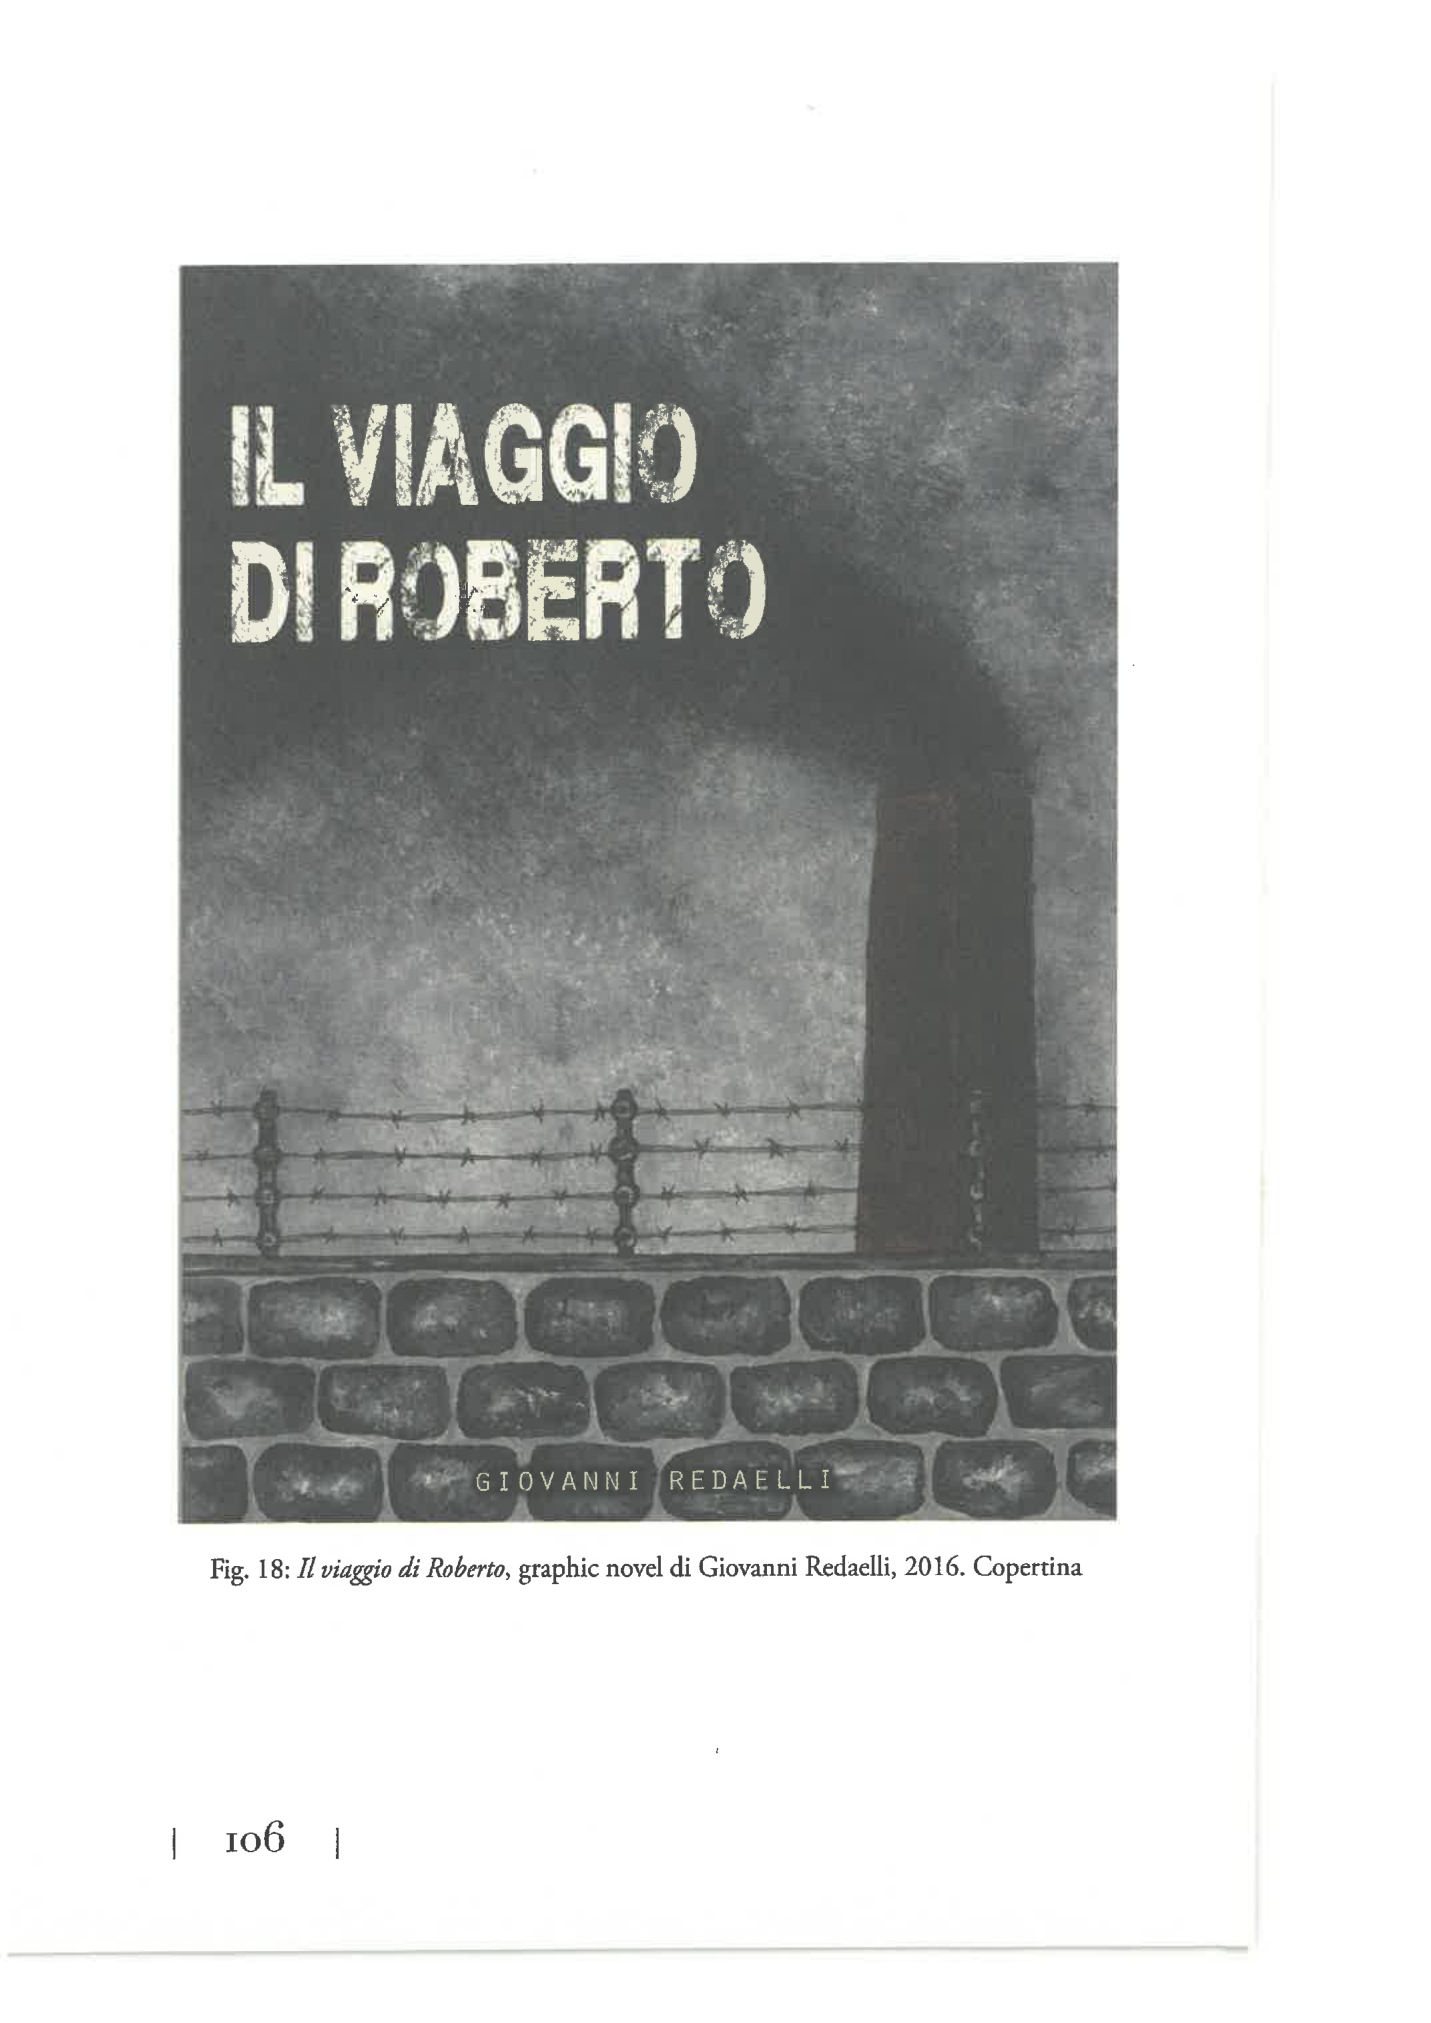 IL VIAGGIO
DI ROBERTO
GIOVANNI REDAELLI
Fig. 18: Il viaggio di Roberto, graphic novel di Giovanni Redaelli, 2016. Copertina
| 106 |